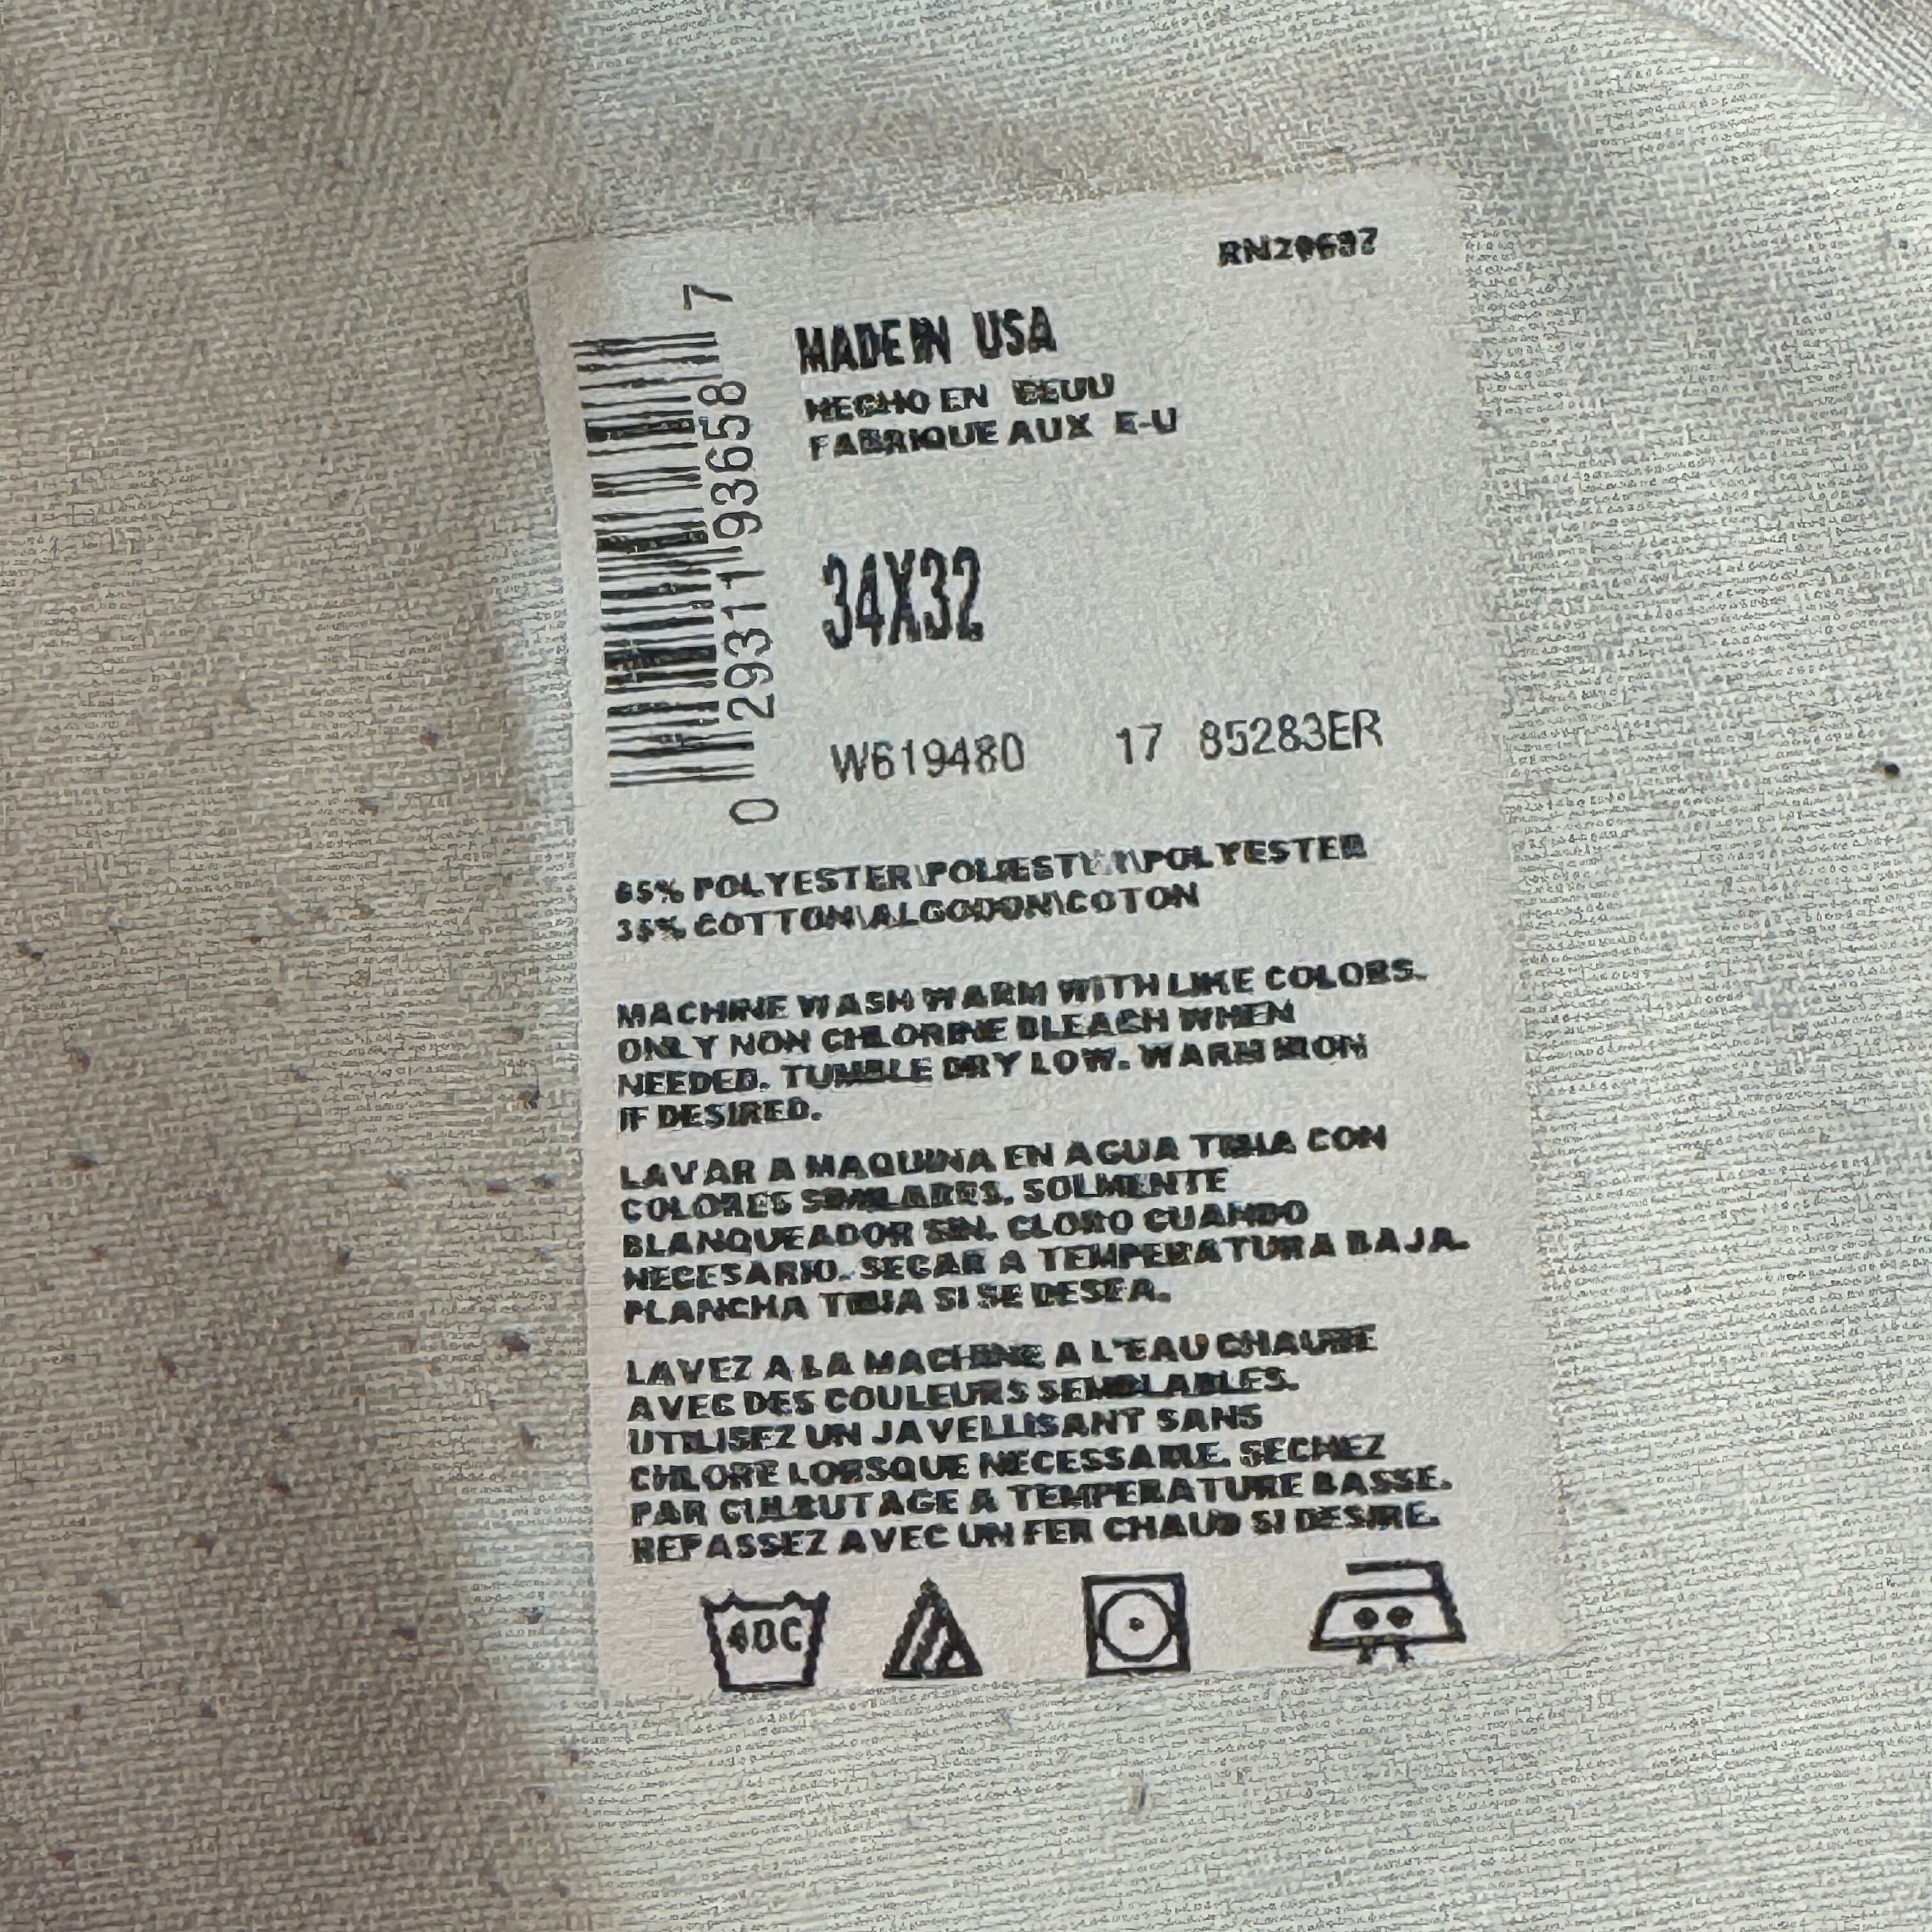 RN20697
MADE IN USA
HECHO EN EEUU
FABRIQUE AUX E-U
0 29311 93658 7
34X32
W619480 17 85283ER
65% POLYESTER\POLIESTER\POLYESTER
35% COTTON\ALGODON\COTON
MACHINE WASH WARM WITH LIKE COLORS.
ONLY NON CHLORINE BLEACH WHEN
NEEDED. TUMBLE DRY LOW. WARM IRON
IF DESIRED.
LAVAR A MAQUINA EN AGUA TIBIA CON
COLORES SIMILARES. SOLMENTE
BLANQUEADOR SIN. CLORO CUANDO
NECESARIO. SECAR A TEMPERATURA BAJA.
PLANCHA TIBIA SI SE DESEA.
LAVEZ A LA MACHINE A L'EAU CHAUDE
AVEC DES COULEURS SEMBLABLES.
UTILISEZ UN JAVELLISANT SANS
CHLORE LORSQUE NECESSAIRE. SECHEZ
PAR CULBUTAGE A TEMPERATURE BASSE.
REPASSEZ AVEC UN FER CHAUD SI DESIRE.
40C